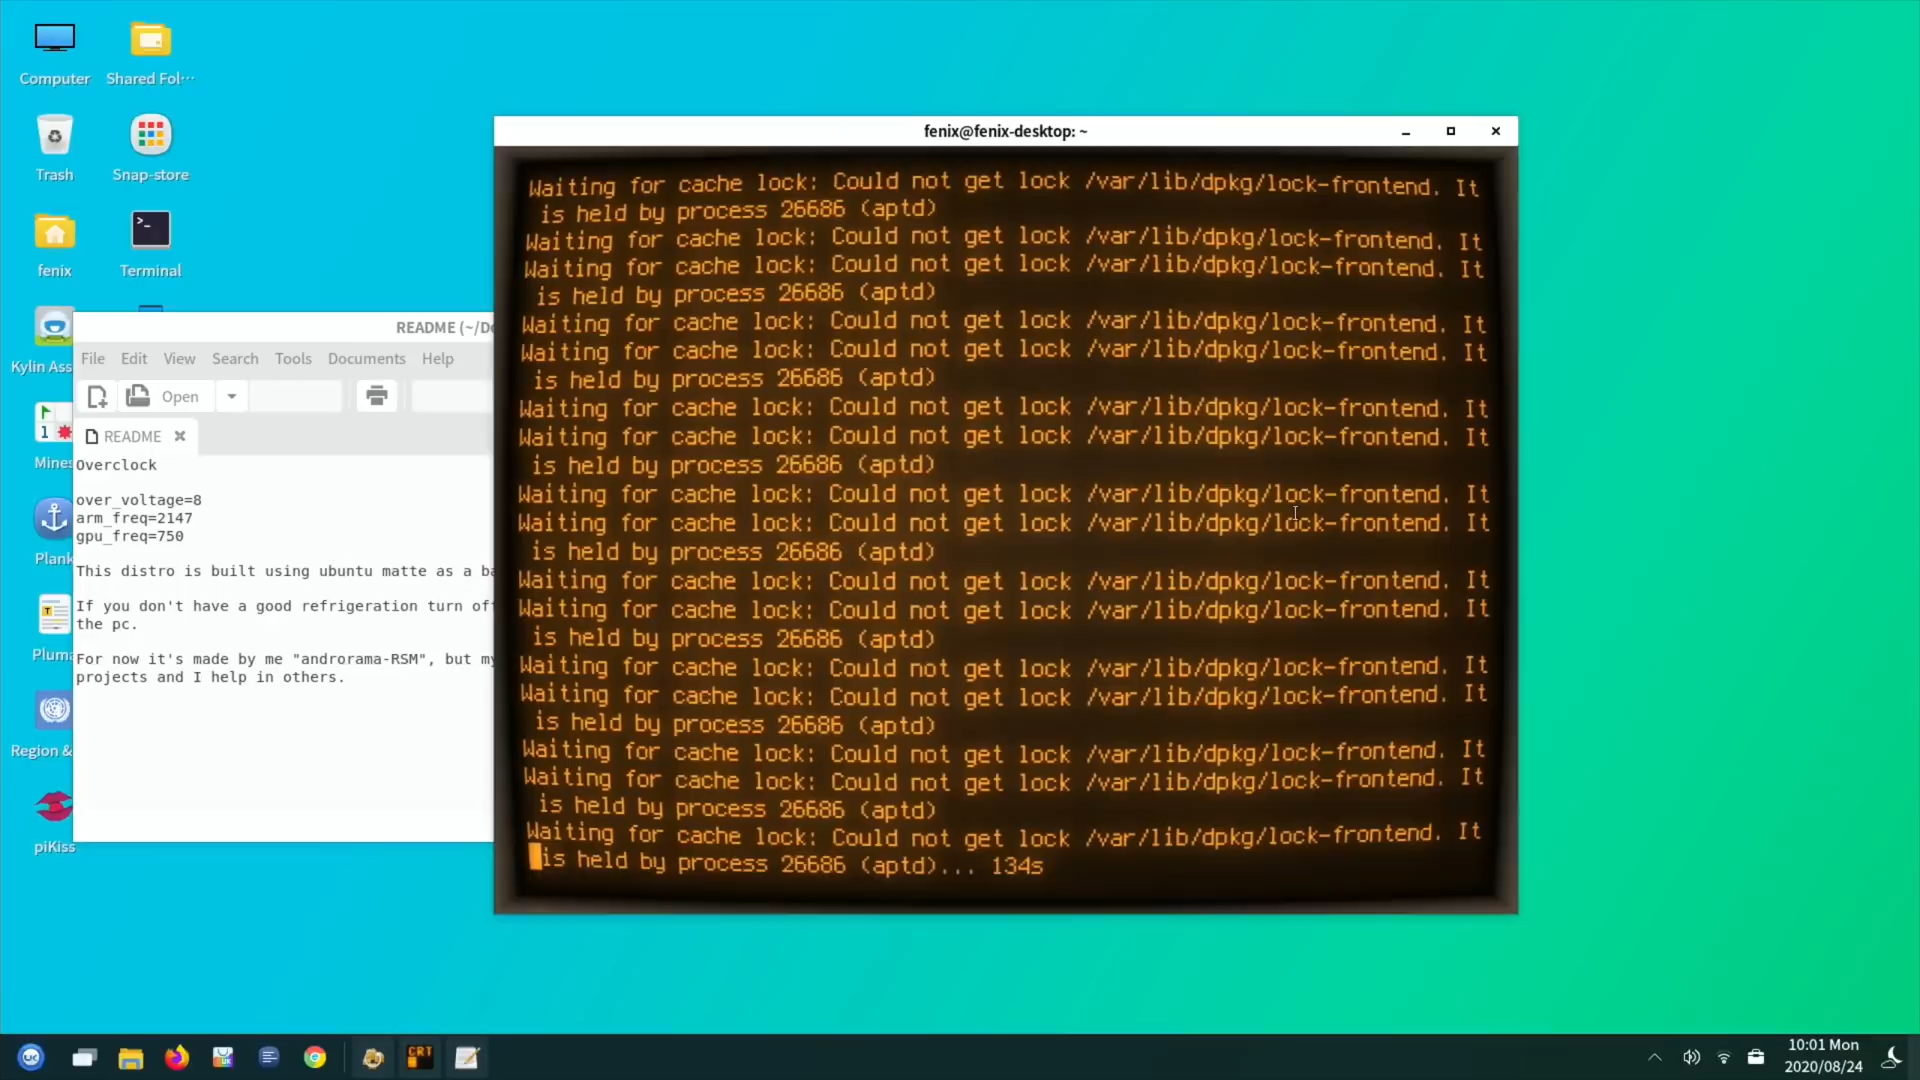 Computer
Shared Fol···
Trash
Snap-store
fenix
Terminal
Kylin Ass
Mines
Plank
Pluma
Region &
piKiss
README (~/Do
File Edit View Search Tools Documents Help
Open
README
Overclock
over_voltage=8
arm_freq=2147
gpu_freq=750
This distro is built using ubuntu matte as a ba
If you don't have a good refrigeration turn off
the pc.
For now it's made by me "androrama-RSM", but my
projects and I help in others.
fenix@fenix-desktop: ~
Waiting for cache lock: Could not get lock /var/lib/dpkg/lock-frontend. It
is held by process 26686 (aptd)
Waiting for cache lock: Could not get lock /var/lib/dpkg/lock-frontend. It
Waiting for cache lock: Could not get lock /var/lib/dpkg/lock-frontend. It
is held by process 26686 (aptd)
Waiting for cache lock: Could not get lock /var/lib/dpkg/lock-frontend. It
Waiting for cache lock: Could not get lock /var/lib/dpkg/lock-frontend. It
is held by process 26686 (aptd)
Waiting for cache lock: Could not get lock /var/lib/dpkg/lock-frontend. It
Waiting for cache lock: Could not get lock /var/lib/dpkg/lock-frontend. It
is held by process 26686 (aptd)
Waiting for cache lock: Could not get lock /var/lib/dpkg/lock-frontend. It
Waiting for cache lock: Could not get lock /var/lib/dpkg/lock-frontend. It
is held by process 26686 (aptd)
Waiting for cache lock: Could not get lock /var/lib/dpkg/lock-frontend. It
Waiting for cache lock: Could not get lock /var/lib/dpkg/lock-frontend. It
is held by process 26686 (aptd)
Waiting for cache lock: Could not get lock /var/lib/dpkg/lock-frontend. It
Waiting for cache lock: Could not get lock /var/lib/dpkg/lock-frontend. It
is held by process 26686 (aptd)
Waiting for cache lock: Could not get lock /var/lib/dpkg/lock-frontend. It
Waiting for cache lock: Could not get lock /var/lib/dpkg/lock-frontend. It
is held by process 26686 (aptd)
Waiting for cache lock: Could not get lock /var/lib/dpkg/lock-frontend. It
is held by process 26686 (aptd)... 134s
CRT
10:01 Mon
2020/08/24